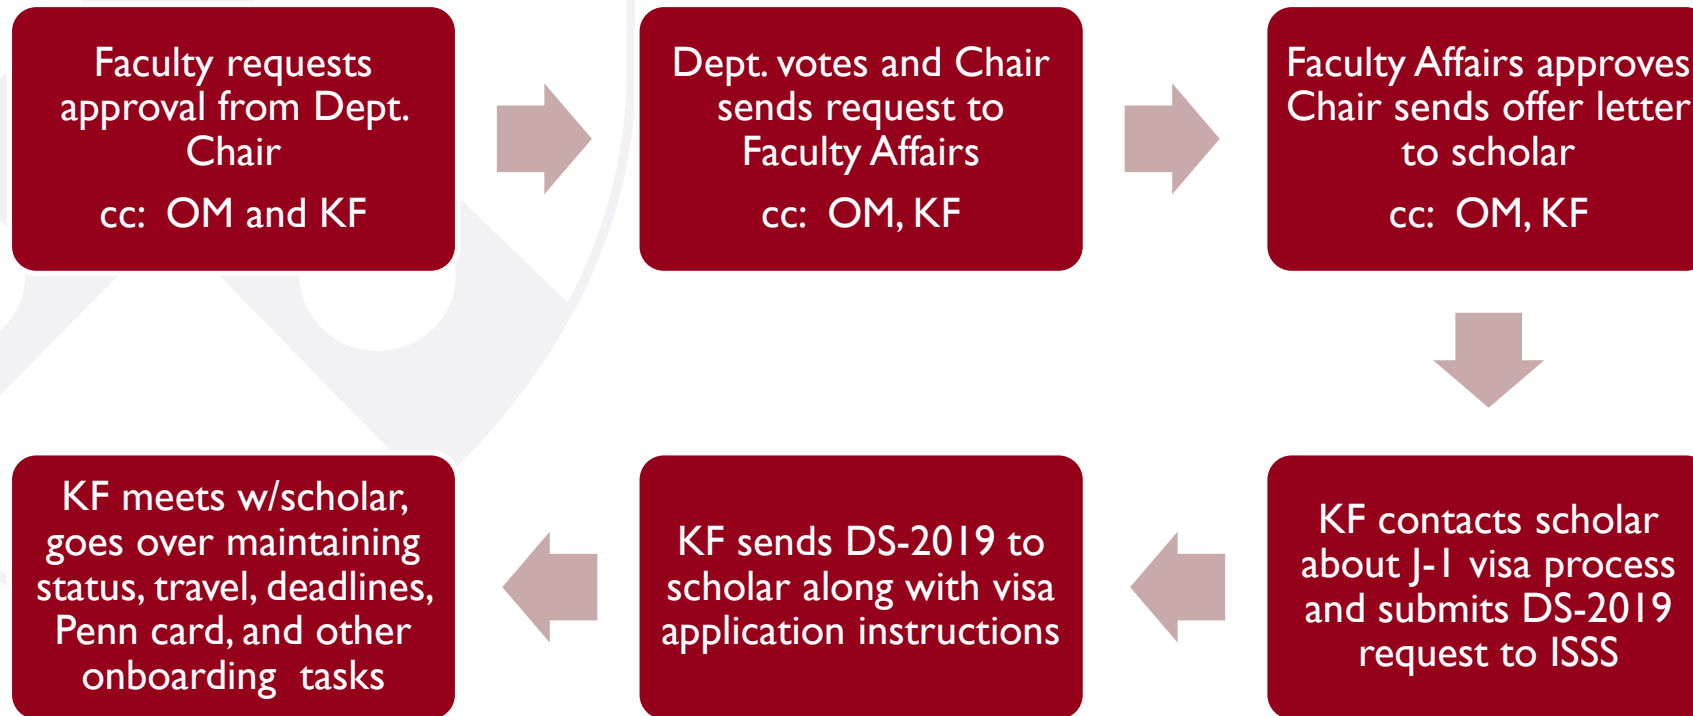 Faculty requests
approval from Dept.
Chair
cc:  OM and KF
Dept. votes and Chair
sends request to
Faculty Affairs
cc:  OM, KF
Faculty Affairs approves
Chair sends offer letter
to scholar
cc:  OM, KF
KF contacts scholar
about J-1 visa process
and submits DS-2019
request to ISSS
KF sends DS-2019 to
scholar along with visa
application instructions
KF meets w/scholar,
goes over maintaining
status, travel, deadlines,
Penn card, and other
onboarding  tasks